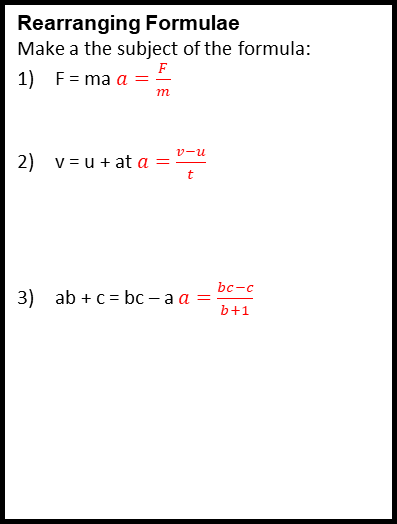 Rearranging Formulae
Make a the subject of the formula:
1) F = ma a = F/m
2) v = u + at a = v−u/t
3) ab + c = bc – a a = bc−c/b+1